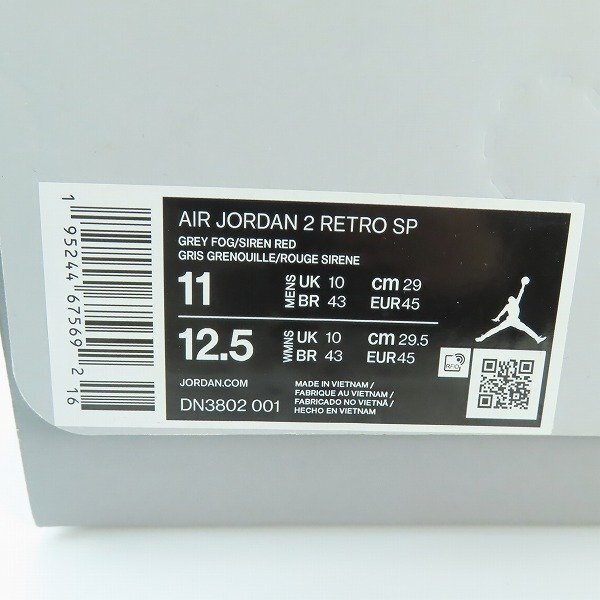 AIR JORDAN 2 RETRO SP
GREY FOG/SIREN RED
GRIS GRENOUILLE/ROUGE SIRENE
11 MENS UK 10 cm 29
BR 43 EUR 45
12.5 WMNS UK 10 cm 29.5
BR 43 EUR 45
RFID
JORDAN.COM
DN3802 001
MADE IN VIETNAM/
FABRIQUE AU VIETNAM/
FABRICADO NO VIETNÃ/
HECHO EN VIETNAM
1 95244 67569 2 16